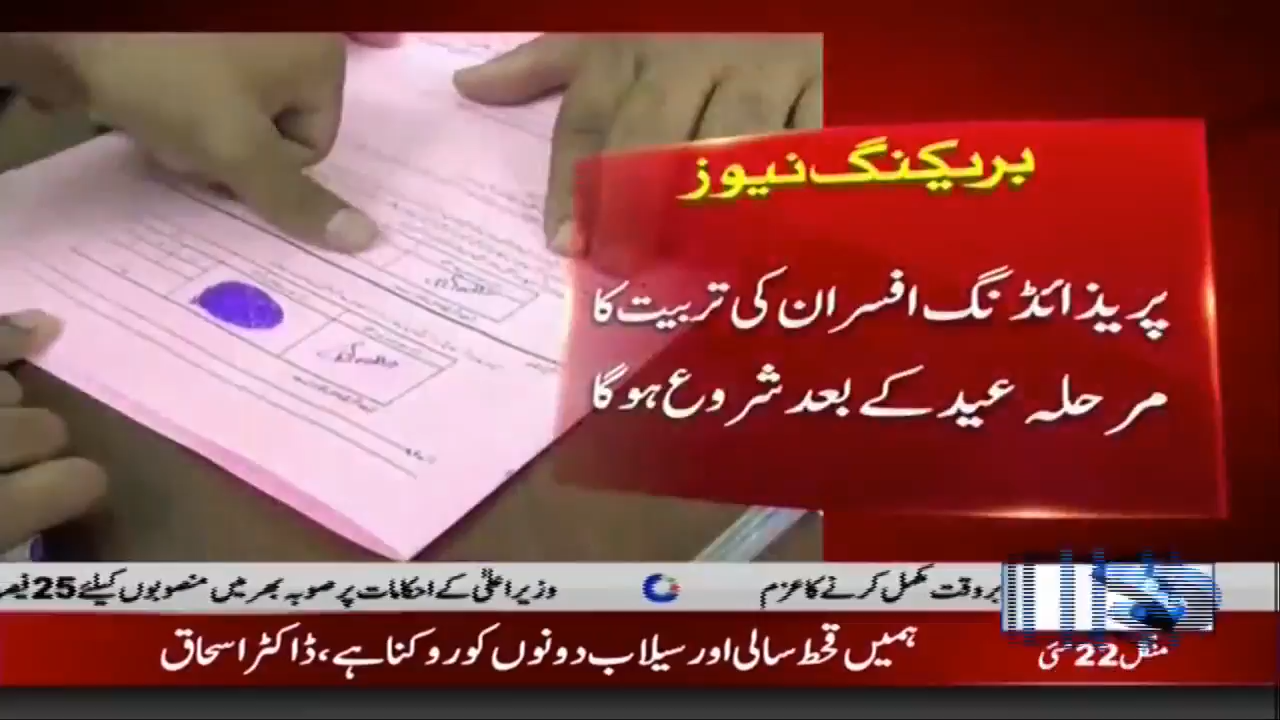 بریکنگ نیوز
پریذائڈنگ افسران کی تربیت کا
مرحلہ عید کے بعد شروع ہوگا
بروقت مکمل کرنے کا عزم
وزیراعلیٰ کے احکامات پر صوبہ بھر میں منصوبوں کیلئے 25
ہمیں قحط سالی اور سیلاب دونوں کو روکنا ہے، ڈاکٹر اسحاق
منگل 22 مئی